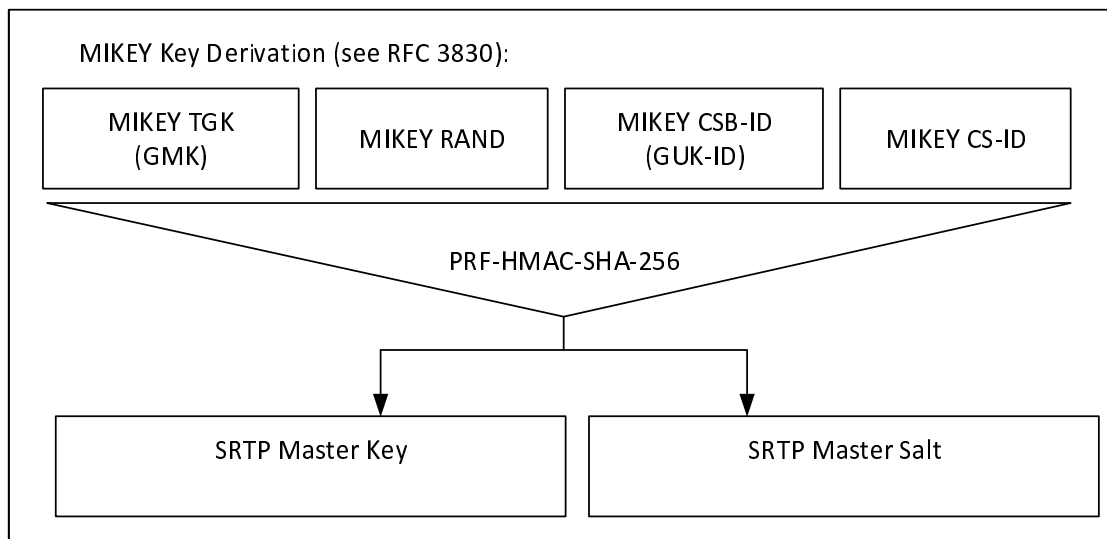 MIKEY Key Derivation (see RFC 3830):
MIKEY TGK
(GMK)
MIKEY RAND
MIKEY CSB-ID
(GUK-ID)
MIKEY CS-ID
PRF-HMAC-SHA-256
SRTP Master Key
SRTP Master Salt